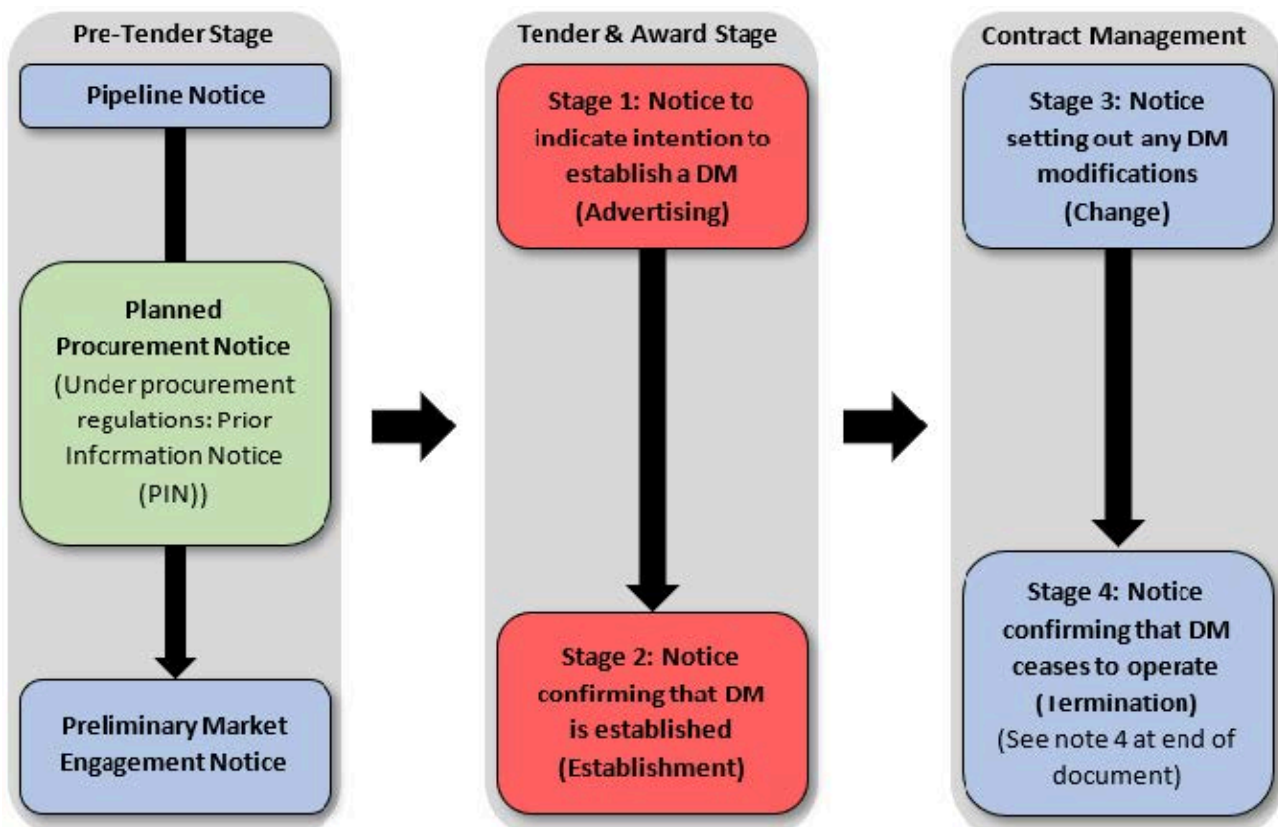 Pre-Tender Stage
Pipeline Notice
Planned
Procurement Notice
(Under procurement
regulations: Prior
Information Notice
(PIN))
Preliminary Market
Engagement Notice
Tender & Award Stage
Stage 1: Notice to
indicate intention to
establish a DM
(Advertising)
Stage 2: Notice
confirming that DM
is established
(Establishment)
Contract Management
Stage 3: Notice
setting out any DM
modifications
(Change)
Stage 4: Notice
confirming that DM
ceases to operate
(Termination)
(See note 4 at end of
document)